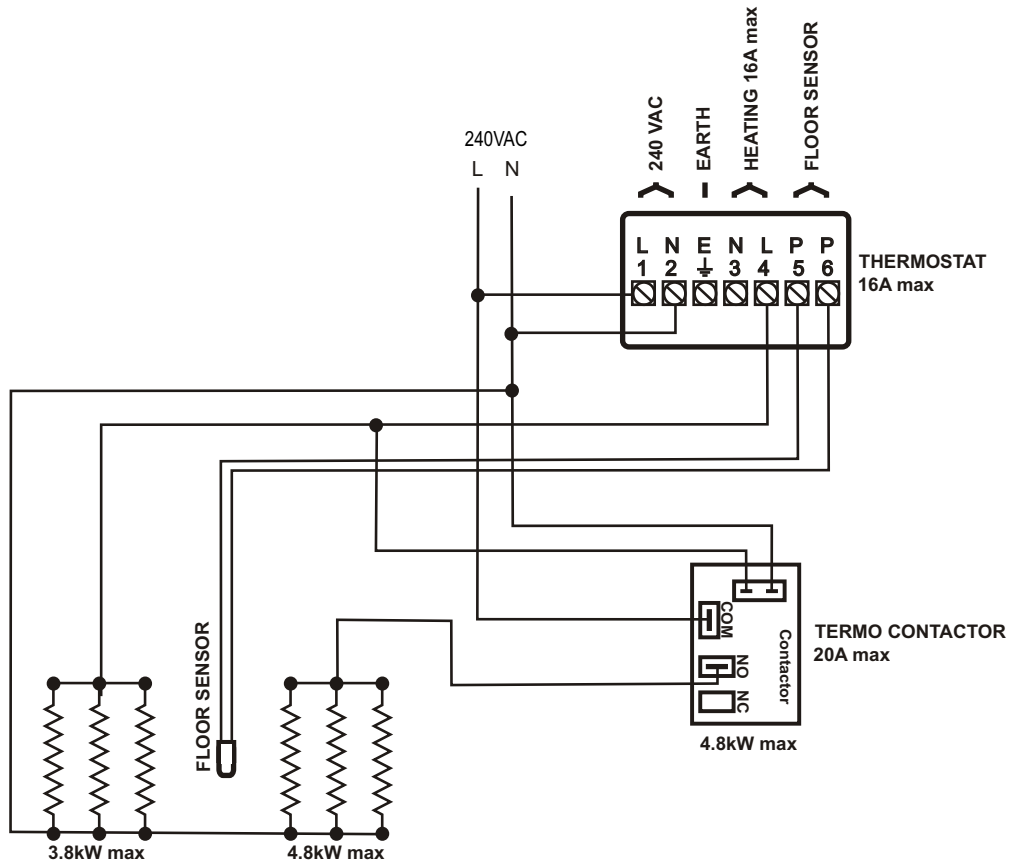 240 VAC
EARTH
HEATING 16A max
FLOOR SENSOR
240VAC
L N
L N E N L P P
1 2 3 4 5 6
THERMOSTAT
16A max
COM
NO
NC
Contactor
TERMO CONTACTOR
20A max
4.8kW max
FLOOR SENSOR
3.8kW max
4.8kW max